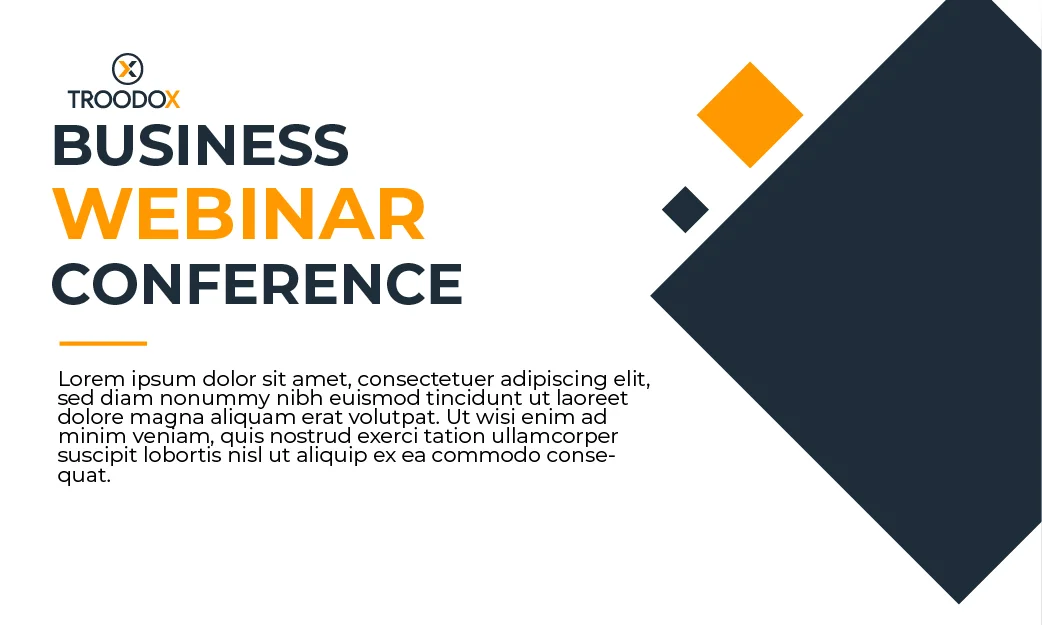 TROODOX
BUSINESS
WEBINAR
CONFERENCE
Lorem ipsum dolor sit amet, consectetuer adipiscing elit,
sed diam nonummy nibh euismod tincidunt ut laoreet
dolore magna aliquam erat volutpat. Ut wisi enim ad
minim veniam, quis nostrud exerci tation ullamcorper
suscipit lobortis nisl ut aliquip ex ea commodo conse-
quat.